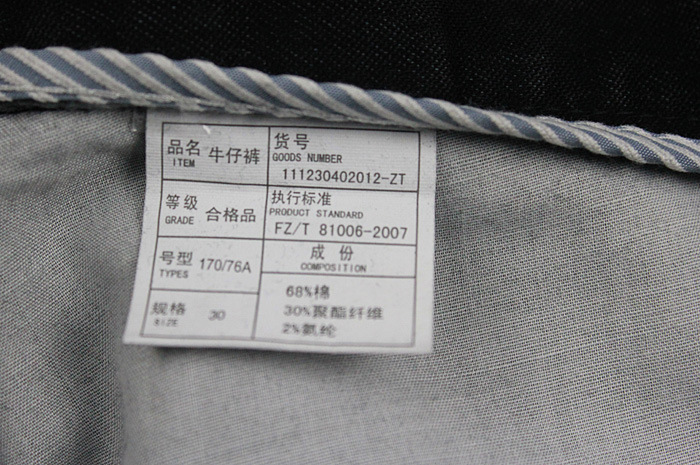 品名 ITEM
牛仔裤
货号
GOODS NUMBER
111230402012-ZT
等级 GRADE
合格品
执行标准
PRODUCT STANDARD
FZ/T 81006-2007
号型 TYPES
170/76A
成份
COMPOSITION
规格 SIZE
30
68%棉
30%聚酯纤维
2%氨纶